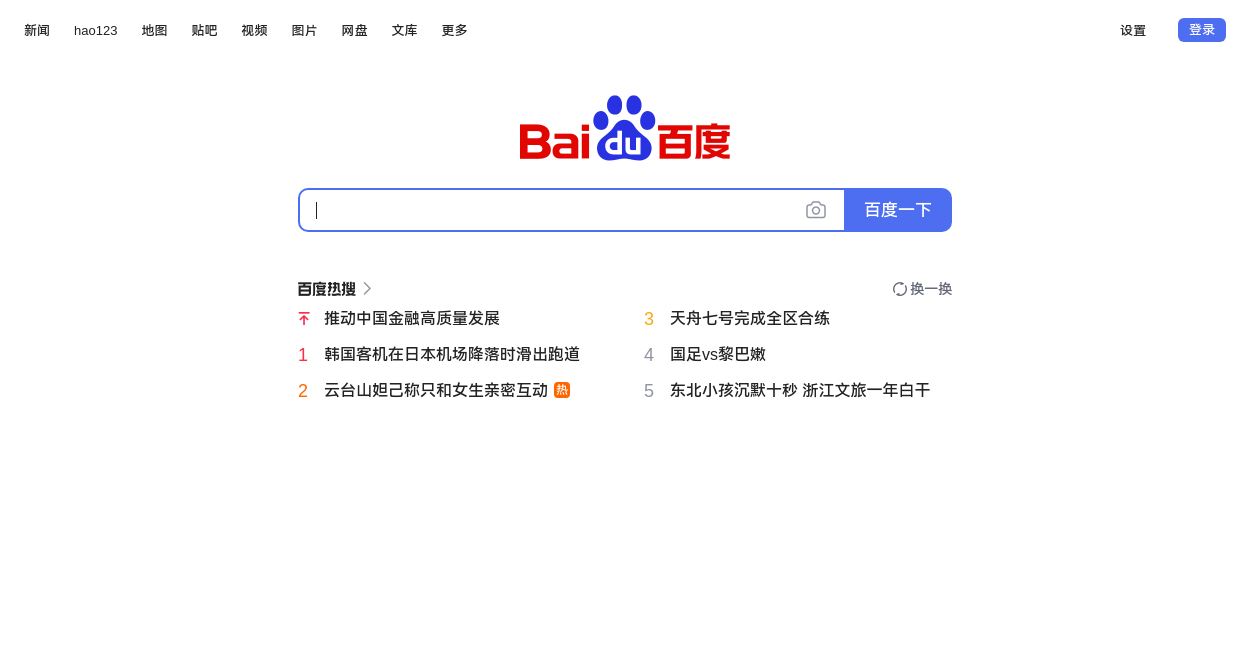 新闻 hao123 地图 贴吧 视频 图片 网盘 文库 更多 设置 登录
Bai du 百度
百度一下
百度热搜 换一换
推动中国金融高质量发展
1 韩国客机在日本机场降落时滑出跑道
2 云台山妲己称只和女生亲密互动 热
3 天舟七号完成全区合练
4 国足vs黎巴嫩
5 东北小孩沉默十秒 浙江文旅一年白干